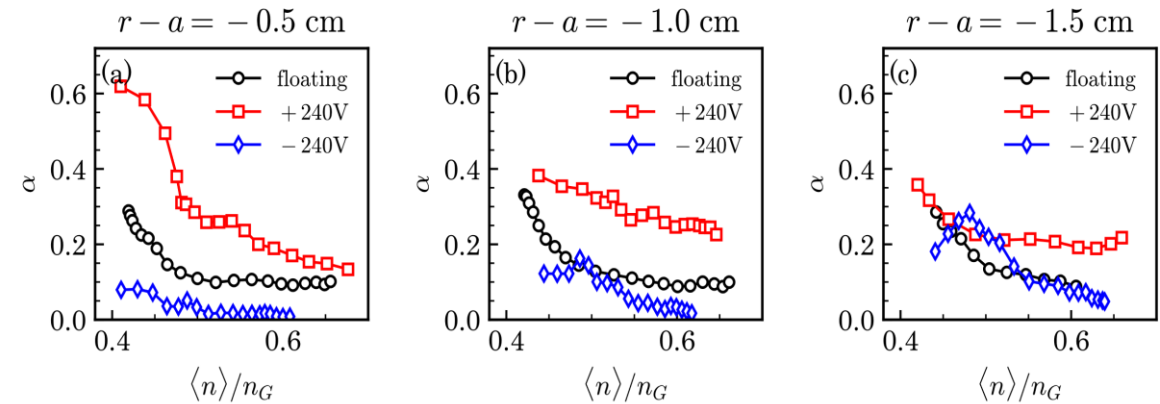 r − a = − 0.5 cm
(a)
floating
+ 240V
− 240V
α
0.6
0.4
0.2
0.0
0.4
0.6
⟨n⟩/n_G
r − a = − 1.0 cm
(b)
floating
+ 240V
− 240V
α
0.6
0.4
0.2
0.0
0.4
0.6
⟨n⟩/n_G
r − a = − 1.5 cm
(c)
floating
+ 240V
− 240V
α
0.6
0.4
0.2
0.0
0.4
0.6
⟨n⟩/n_G